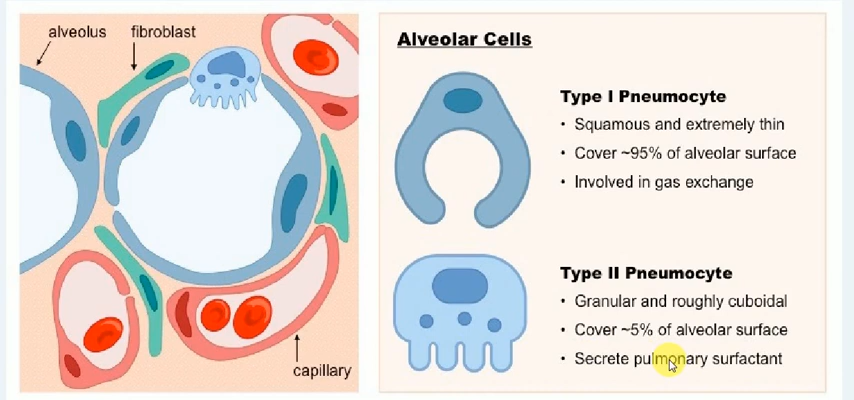 alveolus fibroblast
capillary
Alveolar Cells
Type I Pneumocyte
• Squamous and extremely thin
• Cover ~95% of alveolar surface
• Involved in gas exchange
Type II Pneumocyte
• Granular and roughly cuboidal
• Cover ~5% of alveolar surface
• Secrete pulmonary surfactant